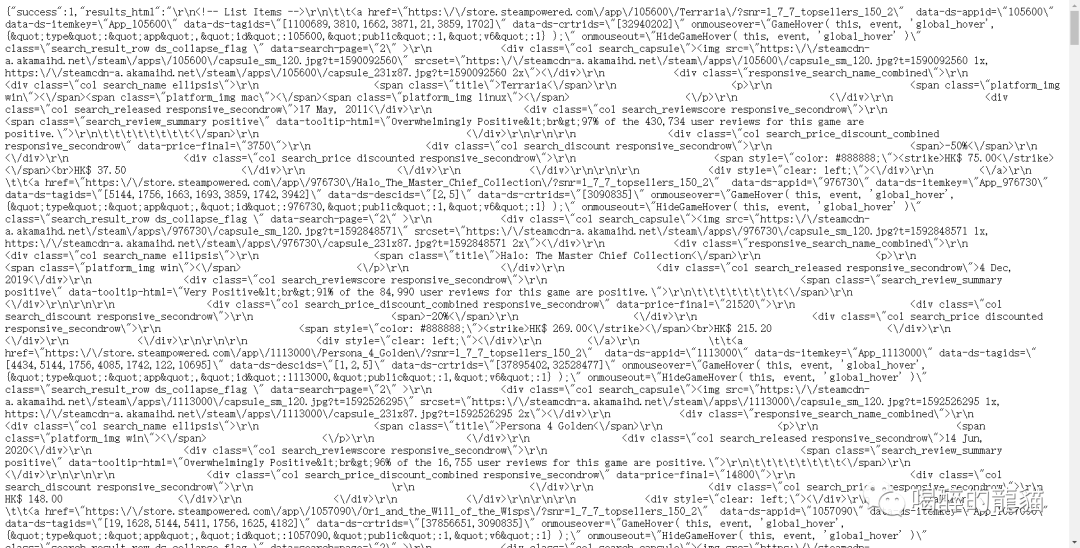 {"success":1,"results_html":"\r\n<!-- List Items -->\r\n\t\t<a href=\"https:\/\/store.steampowered.com\/app\/105600\/Terraria\/?snr=1_7_7_topsellers_150_2\"  data-ds-appid=\"105600\"
data-ds-itemkey=\"App_105600\" data-ds-tagids=\"[1100689,3810,1662,3871,21,3859,1702]\" data-ds-crtrids=\"[32940202]\" onmouseover=\"GameHover( this, event, 'global_hover',
{&quot;type&quot;:&quot;app&quot;,&quot;id&quot;:105600,&quot;public&quot;:1,&quot;v6&quot;:1} );\" onmouseout=\"HideGameHover( this, event, 'global_hover' )\"
class=\"search_result_row ds_collapse_flag \" data-search-page=\"2\" >\r\n            <div class=\"col search_capsule\"><img src=\"https:\/\/steamcdn-
a.akamaihd.net\/steam\/apps\/105600\/capsule_sm_120.jpg?t=1590092560\" srcset=\"https:\/\/steamcdn-a.akamaihd.net\/steam\/apps\/105600\/capsule_sm_120.jpg?t=1590092560 1x,
https:\/\/steamcdn-a.akamaihd.net\/steam\/apps\/105600\/capsule_231x87.jpg?t=1590092560 2x\"><\/div>\r\n            <div class=\"responsive_search_name_combined\">\r\n
<div class=\"col search_name ellipsis\">\r\n                    <span class=\"title\">Terraria<\/span>\r\n                    <p>\r\n                        <span class=\"platform_img
win\"><\/span><span class=\"platform_img mac\"><\/span><span class=\"platform_img linux\"><\/span>                    <\/p>\r\n                <\/div>\r\n                <div
class=\"col search_released responsive_secondrow\">17 May, 2011<\/div>\r\n                <div class=\"col search_reviewscore responsive_secondrow\">\r\n
<span class=\"search_review_summary positive\" data-tooltip-html=\"Overwhelmingly Positive&lt;br&gt;97% of the 430,734 user reviews for this game are
positive.\">\r\n\t\t\t\t\t\t\t\t<\/span>\r\n                    <\/div>\r\n\r\n\r\n                <div class=\"col search_price_discount_combined
responsive_secondrow\" data-price-final=\"3750\">\r\n                    <div class=\"col search_discount responsive_secondrow\">\r\n                        <span>-50%<\/span>\r\n
<\/div>\r\n                    <div class=\"col search_price discounted responsive_secondrow\">\r\n                        <span style=\"color: #888888;\"><strike>HK$ 75.00<\/strike>
<\/span><br>HK$ 37.50                    <\/div>\r\n                <\/div>\r\n            <\/div>\r\n\r\n\r\n            <div style=\"clear: left;\"><\/div>\r\n        <\/a>\r\n
\t\t<a href=\"https:\/\/store.steampowered.com\/app\/976730\/Halo_The_Master_Chief_Collection\/?snr=1_7_7_topsellers_150_2\"  data-ds-appid=\"976730\" data-ds-itemkey=\"App_976730\"
data-ds-tagids=\"[5144,1756,1663,1693,3859,1742,3942]\" data-ds-descids=\"[2,5]\" data-ds-crtrids=\"[3090835]\" onmouseover=\"GameHover( this, event, 'global_hover',
{&quot;type&quot;:&quot;app&quot;,&quot;id&quot;:976730,&quot;public&quot;:1,&quot;v6&quot;:1} );\" onmouseout=\"HideGameHover( this, event, 'global_hover' )\"
class=\"search_result_row ds_collapse_flag \" data-search-page=\"2\" >\r\n            <div class=\"col search_capsule\"><img src=\"https:\/\/steamcdn-
a.akamaihd.net\/steam\/apps\/976730\/capsule_sm_120.jpg?t=1592848571\" srcset=\"https:\/\/steamcdn-a.akamaihd.net\/steam\/apps\/976730\/capsule_sm_120.jpg?t=1592848571 1x,
https:\/\/steamcdn-a.akamaihd.net\/steam\/apps\/976730\/capsule_231x87.jpg?t=1592848571 2x\"><\/div>\r\n            <div class=\"responsive_search_name_combined\">\r\n
<div class=\"col search_name ellipsis\">\r\n                    <span class=\"title\">Halo: The Master Chief Collection<\/span>\r\n                    <p>\r\n
<span class=\"platform_img win\"><\/span>                    <\/p>\r\n                <\/div>\r\n                <div class=\"col search_released responsive_secondrow\">4 Dec,
2019<\/div>\r\n                <div class=\"col search_reviewscore responsive_secondrow\">\r\n                    <span class=\"search_review_summary
positive\" data-tooltip-html=\"Very Positive&lt;br&gt;91% of the 84,990 user reviews for this game are positive.\">\r\n\t\t\t\t\t\t\t\t<\/span>\r\n
<\/div>\r\n\r\n\r\n                <div class=\"col search_price_discount_combined responsive_secondrow\" data-price-final=\"21520\">\r\n                    <div class=\"col
search_discount responsive_secondrow\">\r\n                        <span>-20%<\/span>\r\n                    <\/div>\r\n                    <div class=\"col search_price discounted
responsive_secondrow\">\r\n                        <span style=\"color: #888888;\"><strike>HK$ 269.00<\/strike><\/span><br>HK$ 215.20                    <\/div>\r\n
<\/div>\r\n            <\/div>\r\n\r\n\r\n            <div style=\"clear: left;\"><\/div>\r\n        <\/a>\r\n            \t\t<a
href=\"https:\/\/store.steampowered.com\/app\/1113000\/Persona_4_Golden\/?snr=1_7_7_topsellers_150_2\"  data-ds-appid=\"1113000\" data-ds-itemkey=\"App_1113000\" data-ds-tagids=\"
[4434,5144,1756,4085,1742,122,10695]\" data-ds-descids=\"[1,2,5]\" data-ds-crtrids=\"[37895402,32528477]\" onmouseover=\"GameHover( this, event, 'global_hover',
{&quot;type&quot;:&quot;app&quot;,&quot;id&quot;:1113000,&quot;public&quot;:1,&quot;v6&quot;:1} );\" onmouseout=\"HideGameHover( this, event, 'global_hover' )\"
class=\"search_result_row ds_collapse_flag \" data-search-page=\"2\" >\r\n            <div class=\"col search_capsule\"><img src=\"https:\/\/steamcdn-
a.akamaihd.net\/steam\/apps\/1113000\/capsule_sm_120.jpg?t=1592526295\" srcset=\"https:\/\/steamcdn-a.akamaihd.net\/steam\/apps\/1113000\/capsule_sm_120.jpg?t=1592526295 1x,
https:\/\/steamcdn-a.akamaihd.net\/steam\/apps\/1113000\/capsule_231x87.jpg?t=1592526295 2x\"><\/div>\r\n            <div class=\"responsive_search_name_combined\">\r\n
<div class=\"col search_name ellipsis\">\r\n                    <span class=\"title\">Persona 4 Golden<\/span>\r\n                    <p>\r\n                        <span
class=\"platform_img win\"><\/span>                    <\/p>\r\n                <\/div>\r\n                <div class=\"col search_released responsive_secondrow\">14 Jun,
2020<\/div>\r\n                <div class=\"col search_reviewscore responsive_secondrow\">\r\n                    <span class=\"search_review_summary
positive\" data-tooltip-html=\"Overwhelmingly Positive&lt;br&gt;96% of the 16,755 user reviews for this game are positive.\">\r\n\t\t\t\t\t\t\t\t<\/span>\r\n
<\/div>\r\n\r\n\r\n                <div class=\"col search_price_discount_combined responsive_secondrow\" data-price-final=\"14800\">\r\n                    <div class=\"col
search_discount responsive_secondrow\">\r\n                        \r\n                    <\/div>\r\n                    <div class=\"col search_price responsive_secondrow\">\r\n
HK$ 148.00                    <\/div>\r\n                <\/div>\r\n            <\/div>\r\n\r\n\r\n            <div style=\"clear: left;\"><\/div>\r\n        <\/a>\r\n
\t\t<a href=\"https:\/\/store.steampowered.com\/app\/1057090\/Ori_and_the_Will_of_the_Wisps\/?snr=1_7_7_topsellers_150_2\"  data-ds-appid=\"1057090\" data-ds-itemkey=\"App_1057090\"
data-ds-tagids=\"[19,1628,5144,5411,1756,1625,4182]\" data-ds-crtrids=\"[37856651,3090835]\" onmouseover=\"GameHover( this, event, 'global_hover',
{&quot;type&quot;:&quot;app&quot;,&quot;id&quot;:1057090,&quot;public&quot;:1,&quot;v6&quot;:1} );\" onmouseout=\"HideGameHover( this, event, 'global_hover' )\"
喝醉的龍貓